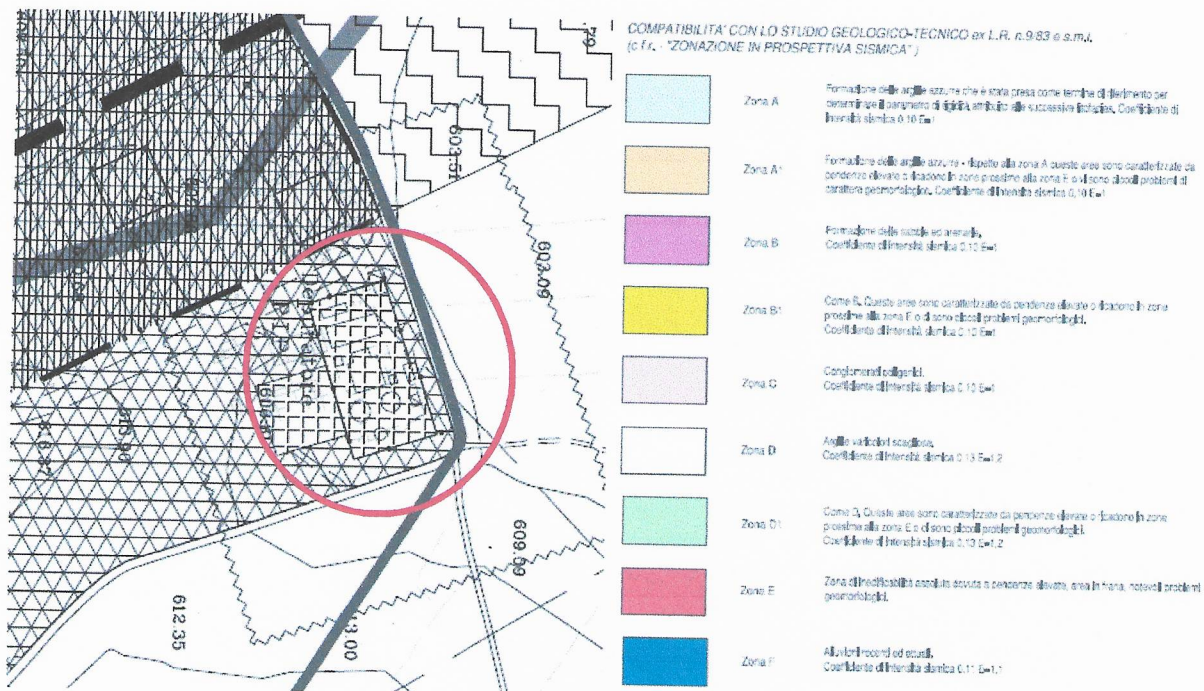 603.51
603.09
Depuratore
609.69
612.35
COMPATIBILITA' CON LO STUDIO GEOLOGICO-TECNICO ex L.R. n.9/83 e s.m.i.
(c.f.r. - "ZONAZIONE IN PROSPETTIVA SISMICA" )
Zona A
Formazione delle argille azzurre che è stata presa come termine di riferimento per
determinare il parametro di rigidità attribuito alle successive litofacies. Coefficiente di
intensità sismica 0.10 E=1
Zona A1
Formazione delle argille azzurre - rispetto alla zona A queste aree sono caratterizzate da
pendenze elevate o ricadono in zone prossime alla zona E o vi sono piccoli problemi di
carattere geomorfologico. Coefficiente di intensità sismica 0,10 E=1
Zona B
Formazione delle sabbie ed arenarie.
Coefficiente di intensità sismica 0.10 E=1
Zona B1
Come B. Queste aree sono caratterizzate da pendenze elevate o ricadono in zone
prossime alla zona E o ci sono piccoli problemi geomorfologici.
Coefficiente di intensità sismica 0.10 E=1
Zona C
Conglomerati poligenici.
Coefficiente di intensità sismica 0.10 E=1
Zona D
Argille varicolori scagliose.
Coefficiente di intensità sismica 0.13 E=1,2
Zona D1
Come D. Queste aree sono caratterizzate da pendenze elevate o ricadono in zone
prossime alla zona E o ci sono piccoli problemi geomorfologici.
Coefficiente di intensità sismica 0,13 E=1,2
Zona E
Zona di inedificabilità assoluta dovuta a pendenze elevate, area in frana, notevoli problemi
geomorfologici.
Zona F
Alluvioni recenti ed attuali.
Coefficiente di intensità sismica 0.11 E=1,1